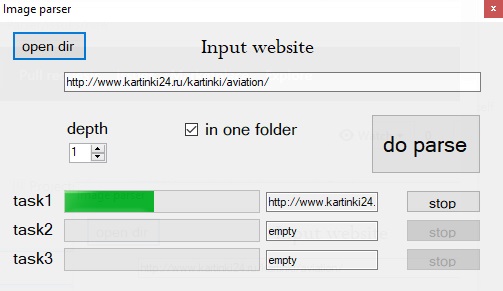 Image parser
open dir
Input website
http://www.kartinki24.ru/kartinki/aviation/
depth
1
in one folder
do parse
task1
http://www.kartinki24.
stop
task2
empty
stop
task3
empty
stop